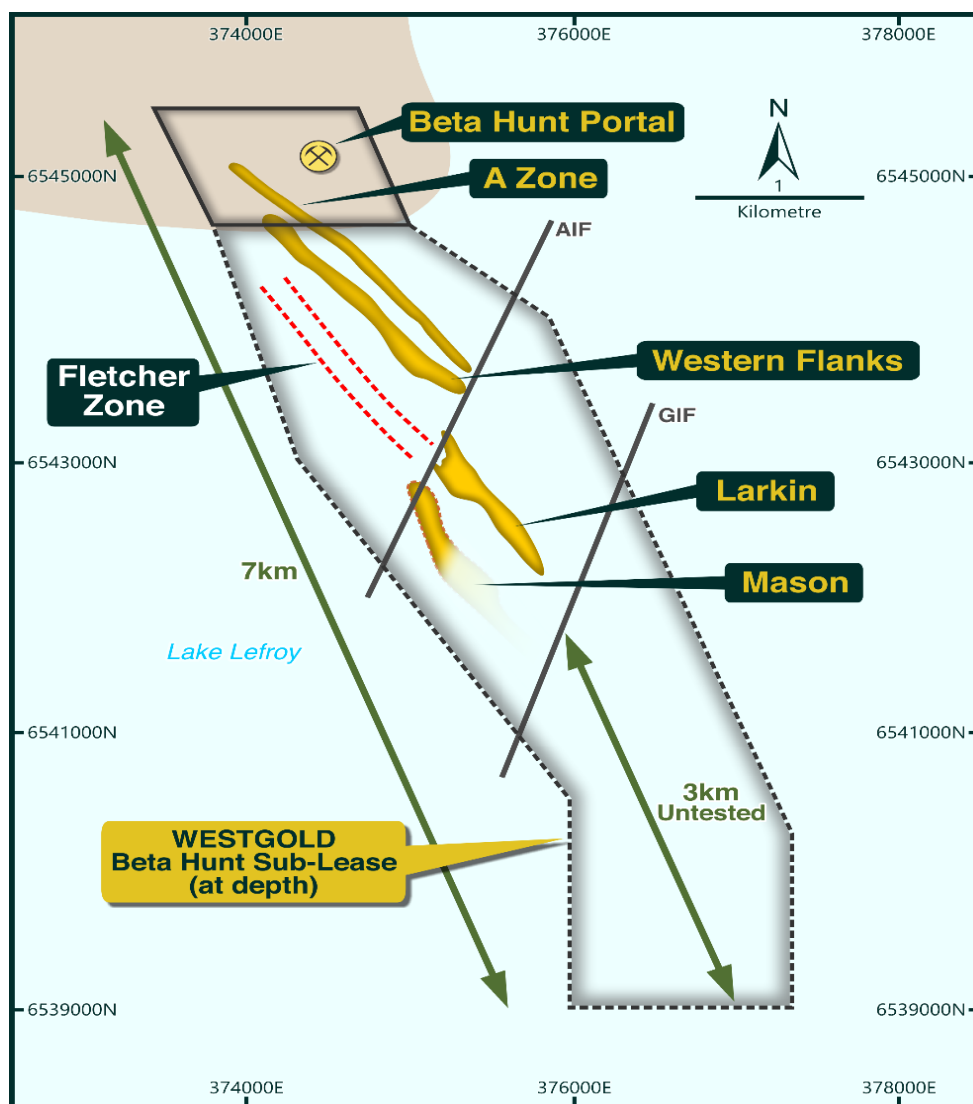 374000E
376000E
378000E
Beta Hunt Portal
N
6545000N
A Zone
1
6545000N
Kilometre
AIF
Western Flanks
Fletcher
Zone
GIF
6543000N
6543000N
Larkin
7km
Mason
Lake Lefroy
6541000N
6541000N
3km
Untested
WESTGOLD
Beta Hunt Sub-Lease
(at depth)
6539000N
6539000N
374000E
376000E
378000E